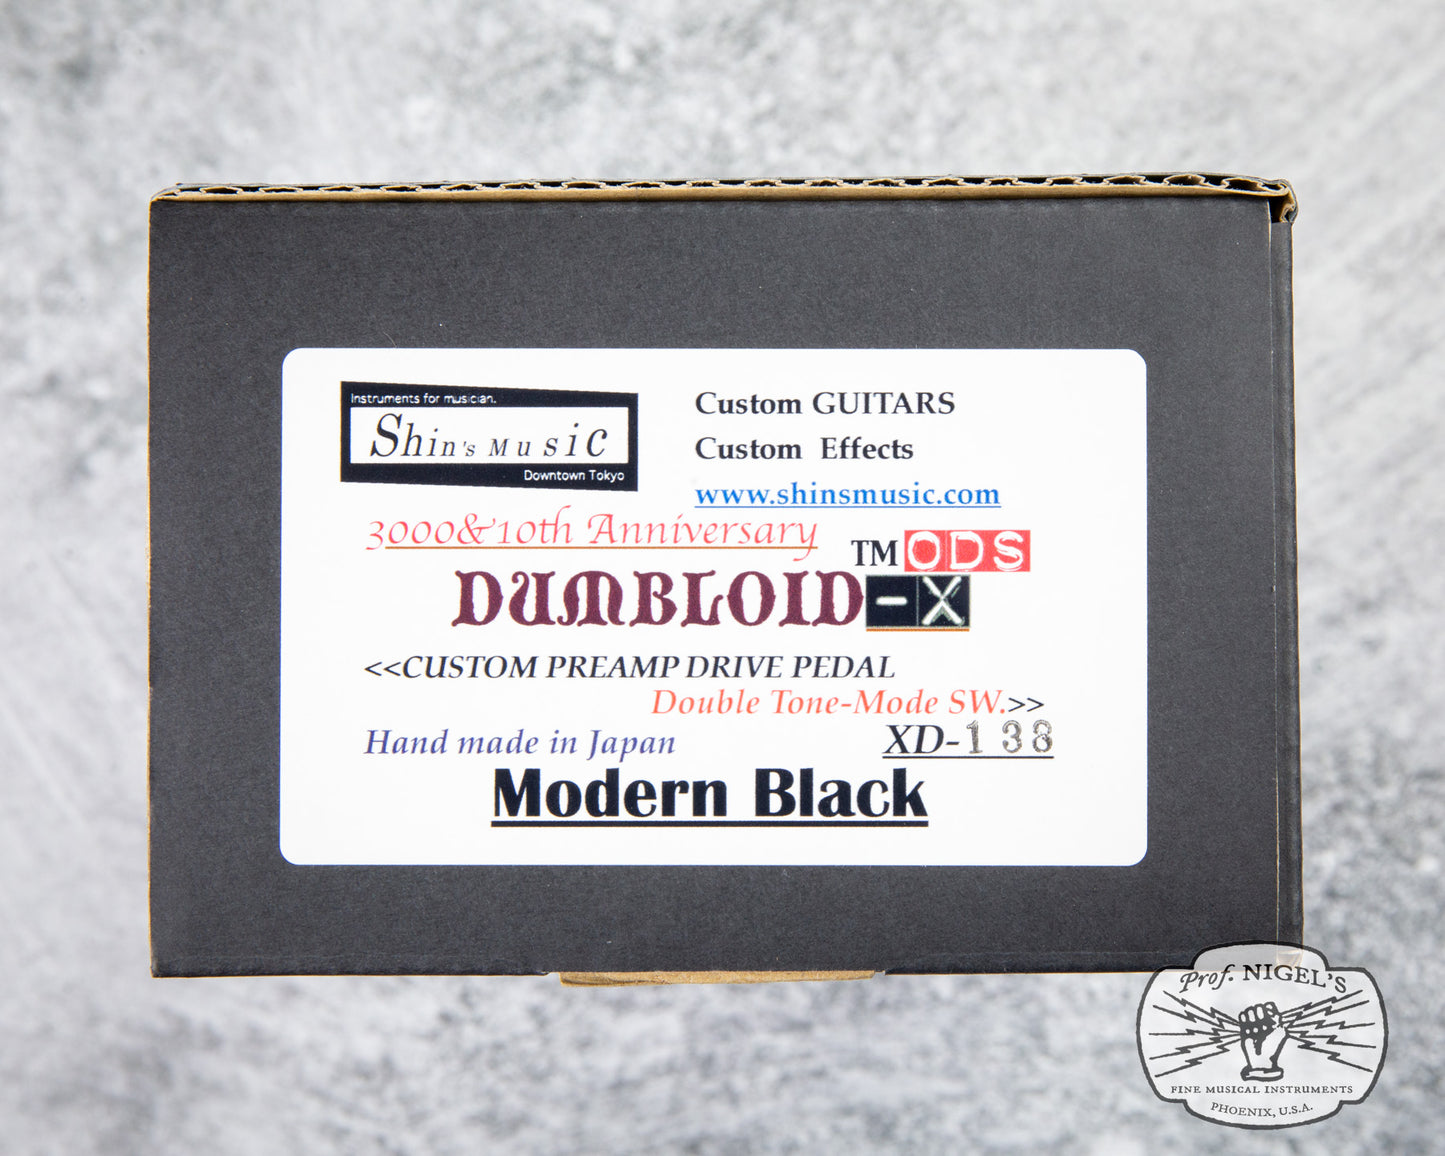 Instruments for musician.
Shin's Music
Downtown Tokyo
Custom GUITARS
Custom Effects
www.shinsmusic.com
3000&10th Anniversary
TM ODS
DUMBLOID-X
<<CUSTOM PREAMP DRIVE PEDAL
Double Tone-Mode SW.>>
Hand made in Japan
XD-138
Modern Black
Prof. NIGEL'S
FINE MUSICAL INSTRUMENTS
PHOENIX, U.S.A.